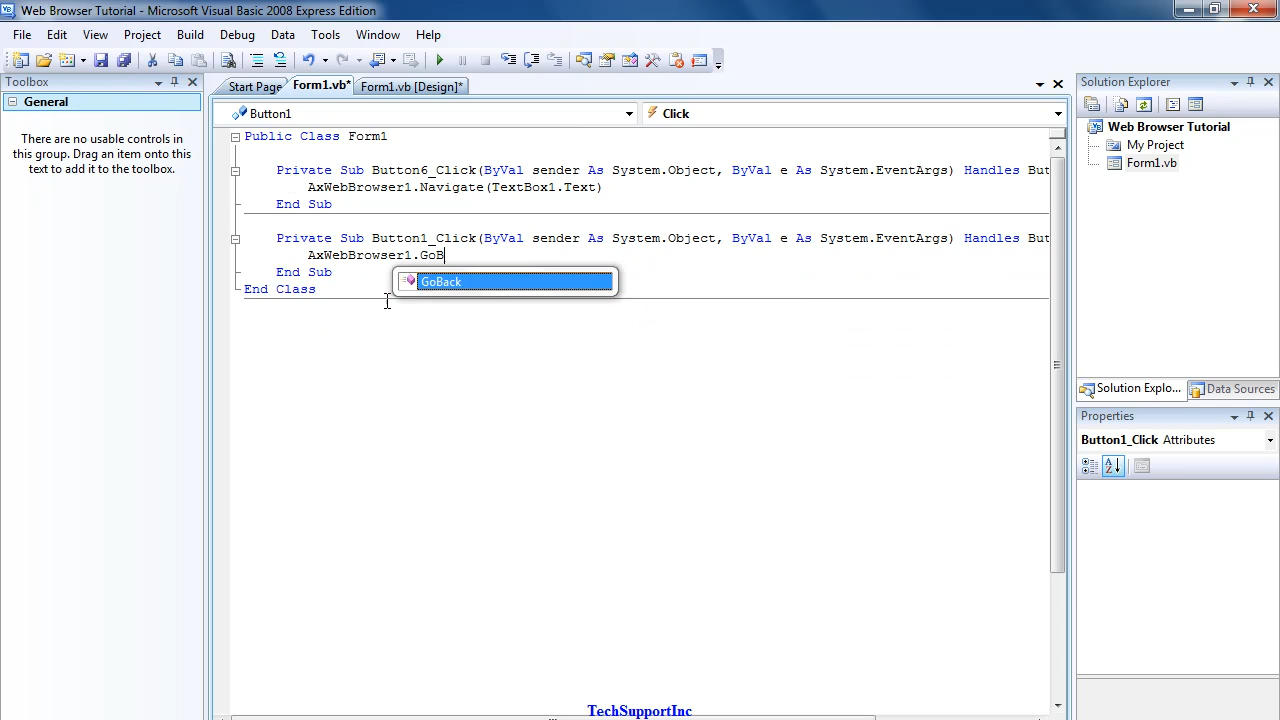 Web Browser Tutorial - Microsoft Visual Basic 2008 Express Edition
File Edit View Project Build Debug Data Tools Window Help
Toolbox
General
There are no usable controls in
this group. Drag an item onto this
text to add it to the toolbox.
Start Page Form1.vb* Form1.vb [Design]*
Button1 Click
Public Class Form1
Private Sub Button6_Click(ByVal sender As System.Object, ByVal e As System.EventArgs) Handles But
AxWebBrowser1.Navigate(TextBox1.Text)
End Sub
Private Sub Button1_Click(ByVal sender As System.Object, ByVal e As System.EventArgs) Handles But
AxWebBrowser1.GoB
GoBack
End Sub
End Class
Solution Explorer
Web Browser Tutorial
My Project
Form1.vb
Solution Explo... Data Sources
Properties
Button1_Click Attributes
TechSupportInc